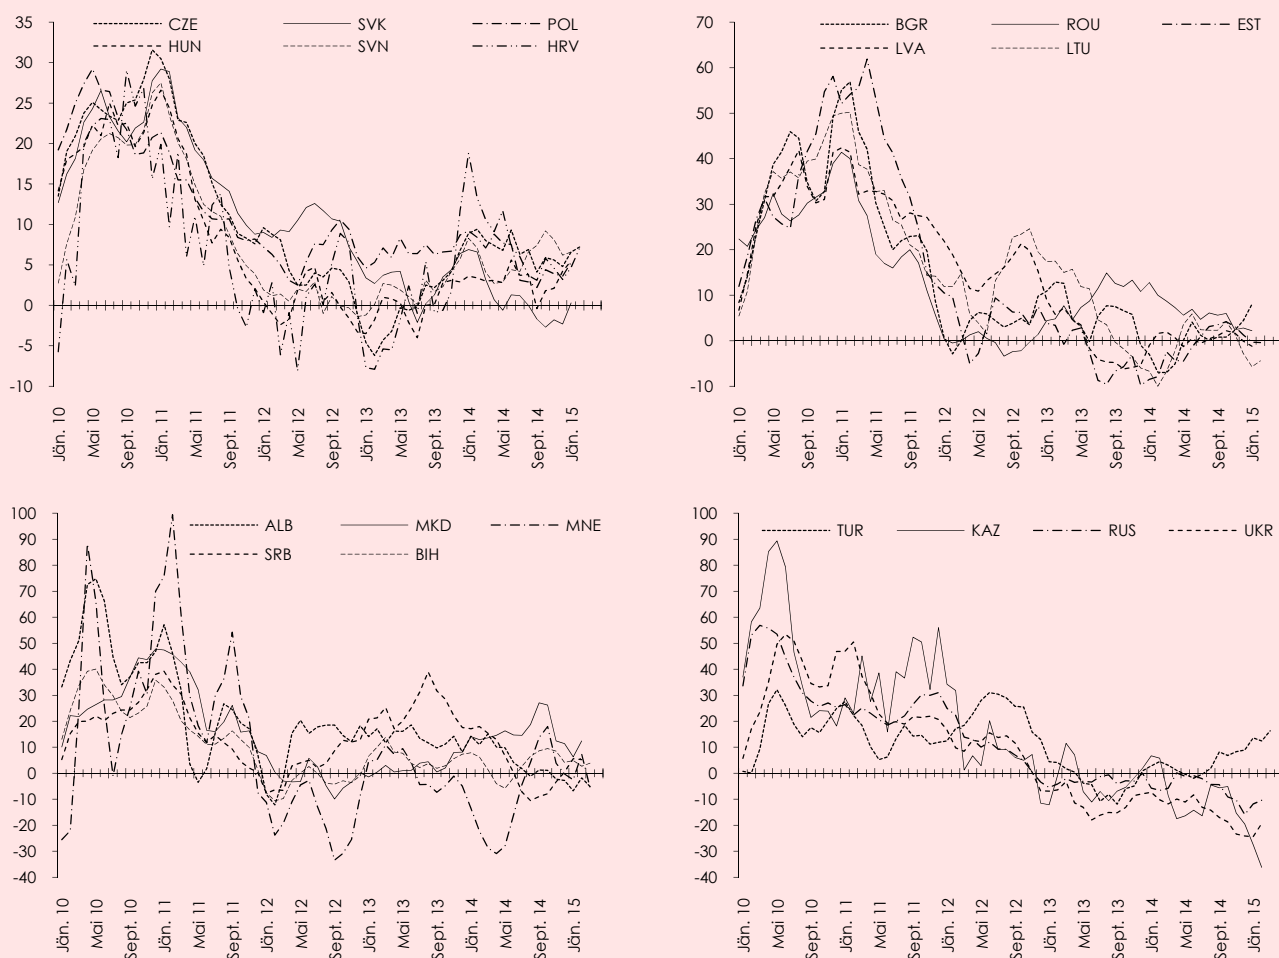 CZE SVK POL
HUN SVN HRV
35
30
25
20
15
10
5
0
-5
-10
Jän. 10
Mai 10
Sept. 10
Jän. 11
Mai 11
Sept. 11
Jän. 12
Mai 12
Sept. 12
Jän. 13
Mai 13
Sept. 13
Jän. 14
Mai 14
Sept. 14
Jän. 15
BGR ROU EST
LVA LTU
70
60
50
40
30
20
10
0
-10
Jän. 10
Mai 10
Sept. 10
Jän. 11
Mai 11
Sept. 11
Jän. 12
Mai 12
Sept. 12
Jän. 13
Mai 13
Sept. 13
Jän. 14
Mai 14
Sept. 14
Jän. 15
ALB MKD MNE
SRB BIH
100
90
80
70
60
50
40
30
20
10
0
-10
-20
-30
-40
Jän. 10
Mai 10
Sept. 10
Jän. 11
Mai 11
Sept. 11
Jän. 12
Mai 12
Sept. 12
Jän. 13
Mai 13
Sept. 13
Jän. 14
Mai 14
Sept. 14
Jän. 15
TUR KAZ RUS UKR
100
90
80
70
60
50
40
30
20
10
0
-10
-20
-30
-40
Jän. 10
Mai 10
Sept. 10
Jän. 11
Mai 11
Sept. 11
Jän. 12
Mai 12
Sept. 12
Jän. 13
Mai 13
Sept. 13
Jän. 14
Mai 14
Sept. 14
Jän. 15